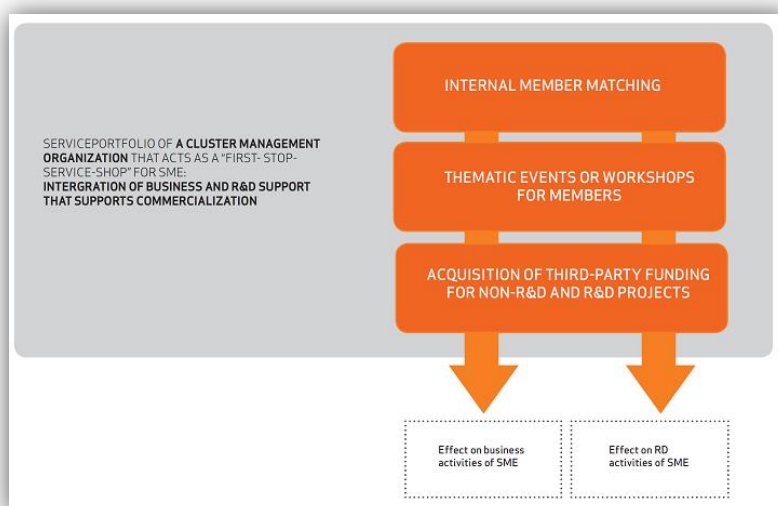 SERVICEPORTFOLIO OF A CLUSTER MANAGEMENT
ORGANIZATION THAT ACTS AS A "FIRST- STOP-
SERVICE-SHOP" FOR SME:
INTERGRATION OF BUSINESS AND R&D SUPPORT
THAT SUPPORTS COMMERCIALIZATION
INTERNAL MEMBER MATCHING
THEMATIC EVENTS OR WORKSHOPS
FOR MEMBERS
ACQUISITION OF THIRD-PARTY FUNDING
FOR NON-R&D AND R&D PROJECTS
Effect on business
activities of SME
Effect on RD
activities of SME